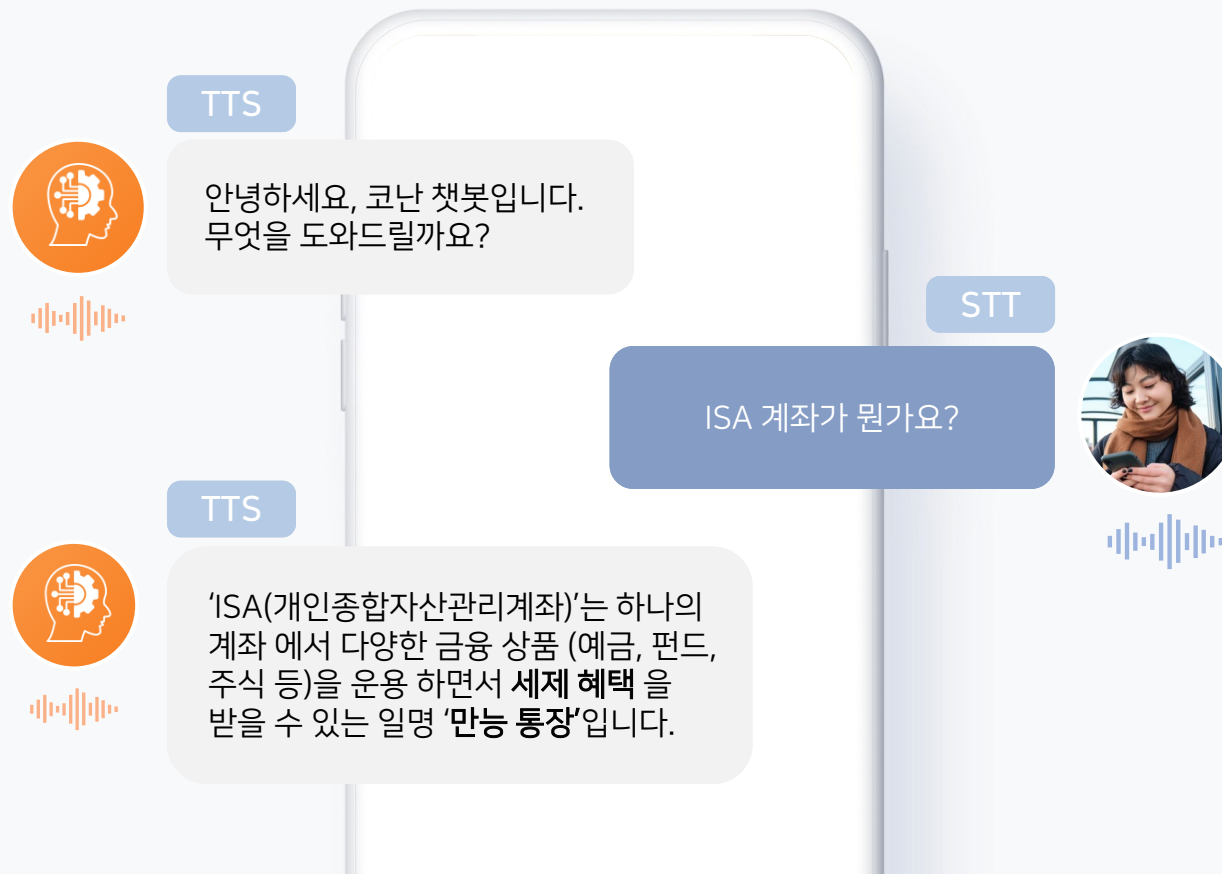 TTS
안녕하세요, 코난 챗봇입니다.
무엇을 도와드릴까요?
STT
ISA 계좌가 뭔가요?
TTS
‘ISA(개인종합자산관리계좌)’는 하나의
계좌 에서 다양한 금융 상품 (예금, 펀드,
주식 등)을 운용 하면서 세제 혜택 을
받을 수 있는 일명 ‘만능 통장’입니다.